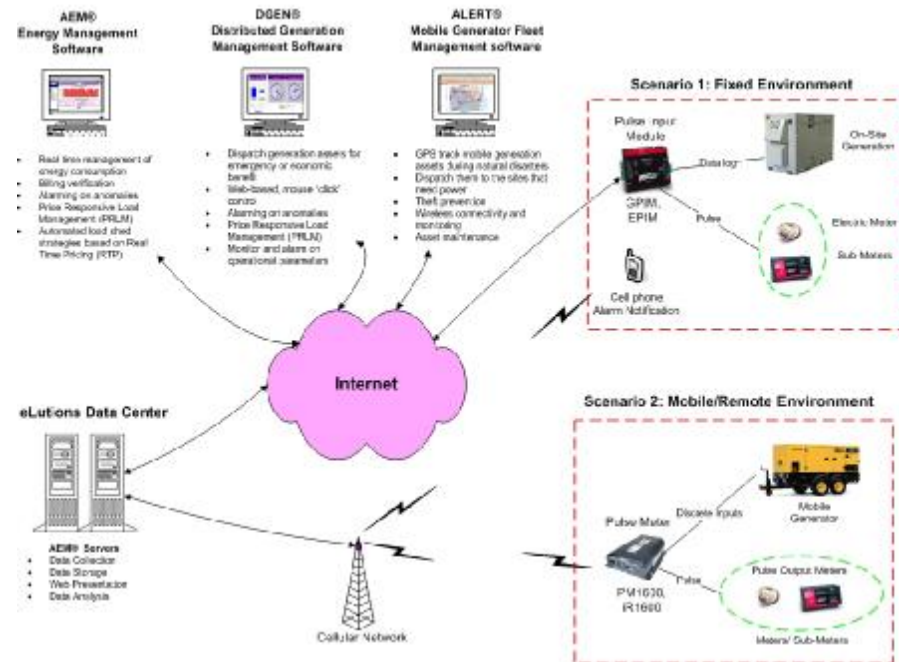 AEM®
Energy Management
Software
DGEN®
Distributed Generation
Management Software
ALERT®
Mobile Generator Fleet
Management software
Real time management of
energy consumption
Billing verification
Alarming on anomalies
Price Responsive Load
Management (PRLM)
Automated load shed
strategies based on Real
Time Pricing (RTP)
Dispatch generation assets for
emergency or economic
benefit
Web-based, mouse 'click'
control
Alarming on anomalies
Price Responsive Load
Management (PRLM)
Monitor and alarm on
operational parameters
GPS track mobile generation
assets during natural disasters
Dispatch them to the sites that
need power
Theft prevention
Wireless connectivity and
monitoring
Asset maintenance
Scenario 1: Fixed Environment
Pulse Input
Module
Datalog
On-Site
Generation
GPIM,
EPIM
Pulse
Electric Meter
Sub Meters
Cell phone
Alarm Notification
Internet
eLutions Data Center
AEM® Servers
Data Collection
Data Storage
Web Presentation
Data Analysis
Cellular Network
Scenario 2: Mobile/Remote Environment
Discrete Inputs
Mobile
Generator
Pulse Meter
Pulse
PM1600,
IR1600
Pulse Output Meters
Meters/ Sub-Meters